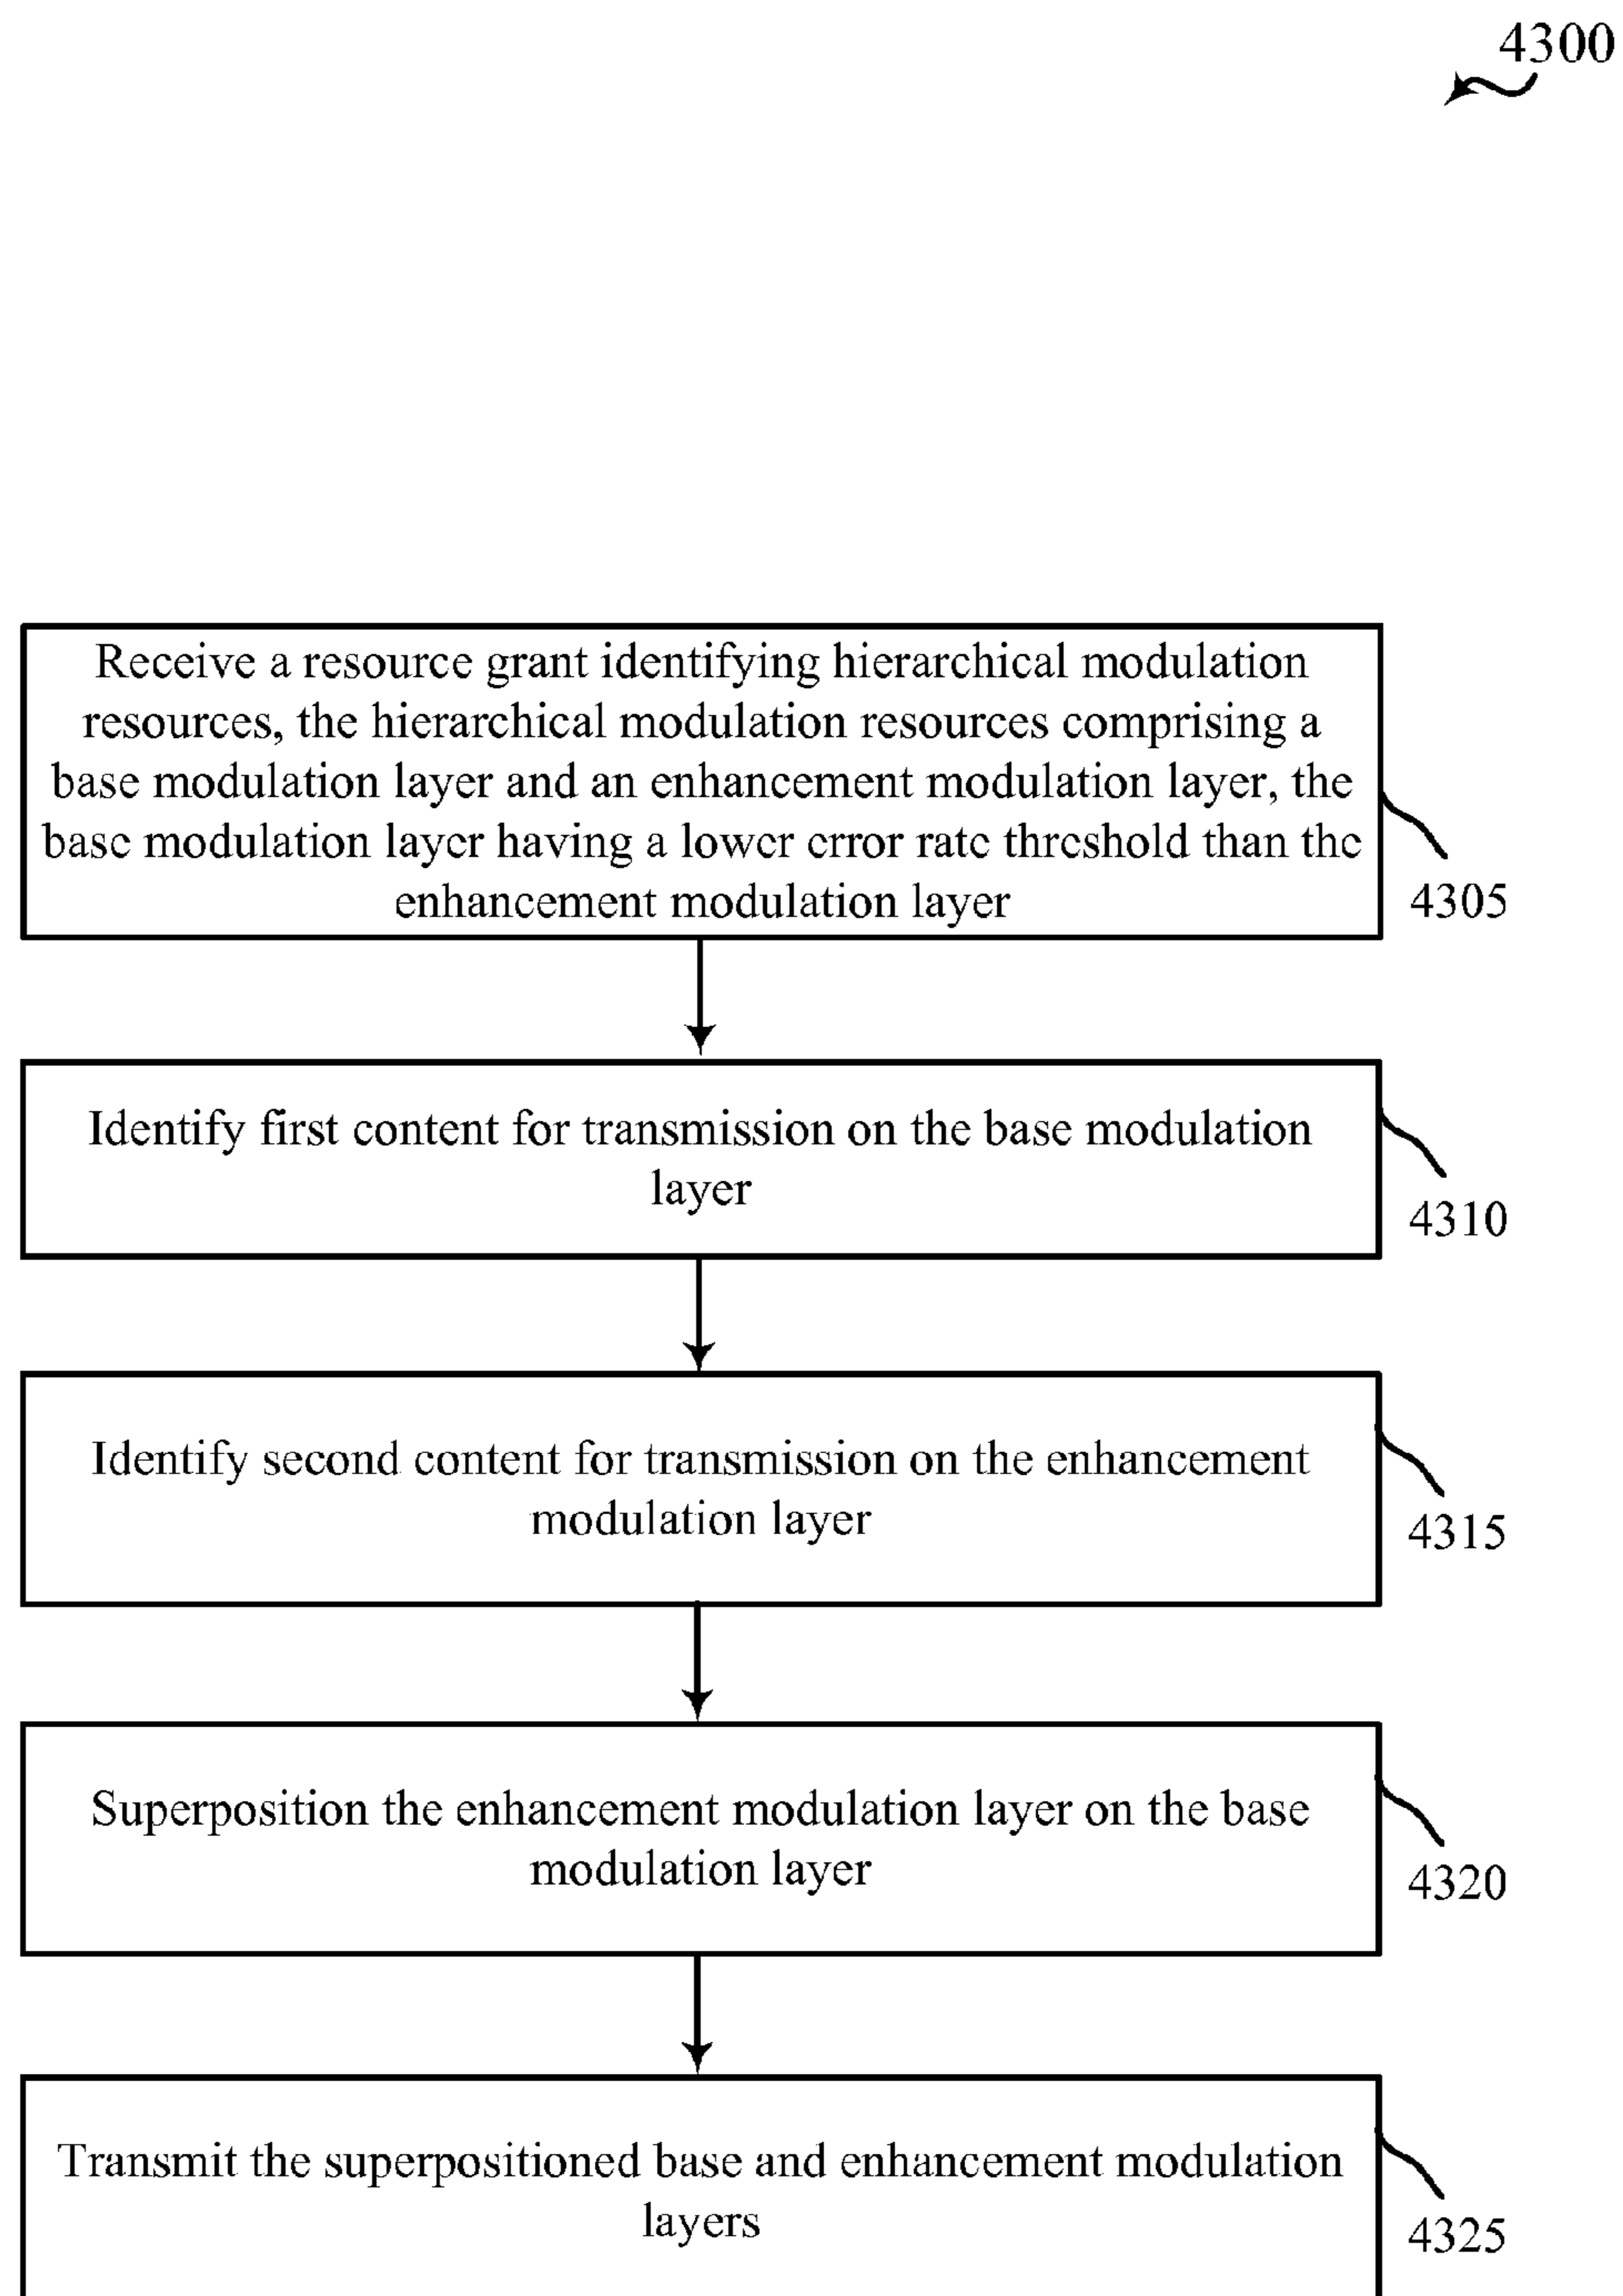 4300
Receive a resource grant identifying hierarchical modulation
resources, the hierarchical modulation resources comprising a
base modulation layer and an enhancement modulation layer, the
base modulation layer having a lower error rate threshold than the
enhancement modulation layer
4305
Identify first content for transmission on the base modulation
layer
4310
Identify second content for transmission on the enhancement
modulation layer
4315
Superposition the enhancement modulation layer on the base
modulation layer
4320
Transmit the superpositioned base and enhancement modulation
layers
4325